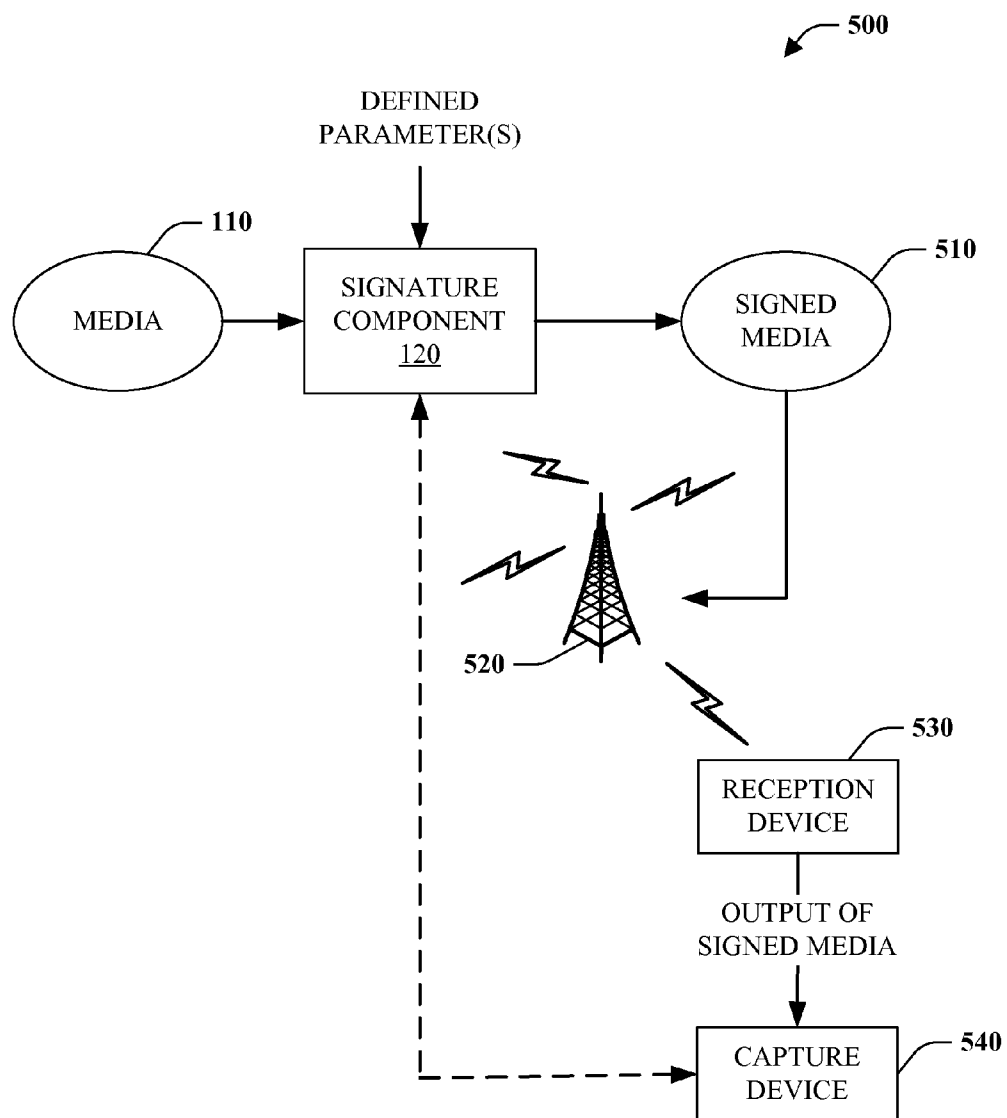 500
DEFINED
PARAMETER(S)
110
510
MEDIA
SIGNATURE
COMPONENT
120
SIGNED
MEDIA
520
530
RECEPTION
DEVICE
OUTPUT OF
SIGNED MEDIA
540
CAPTURE
DEVICE